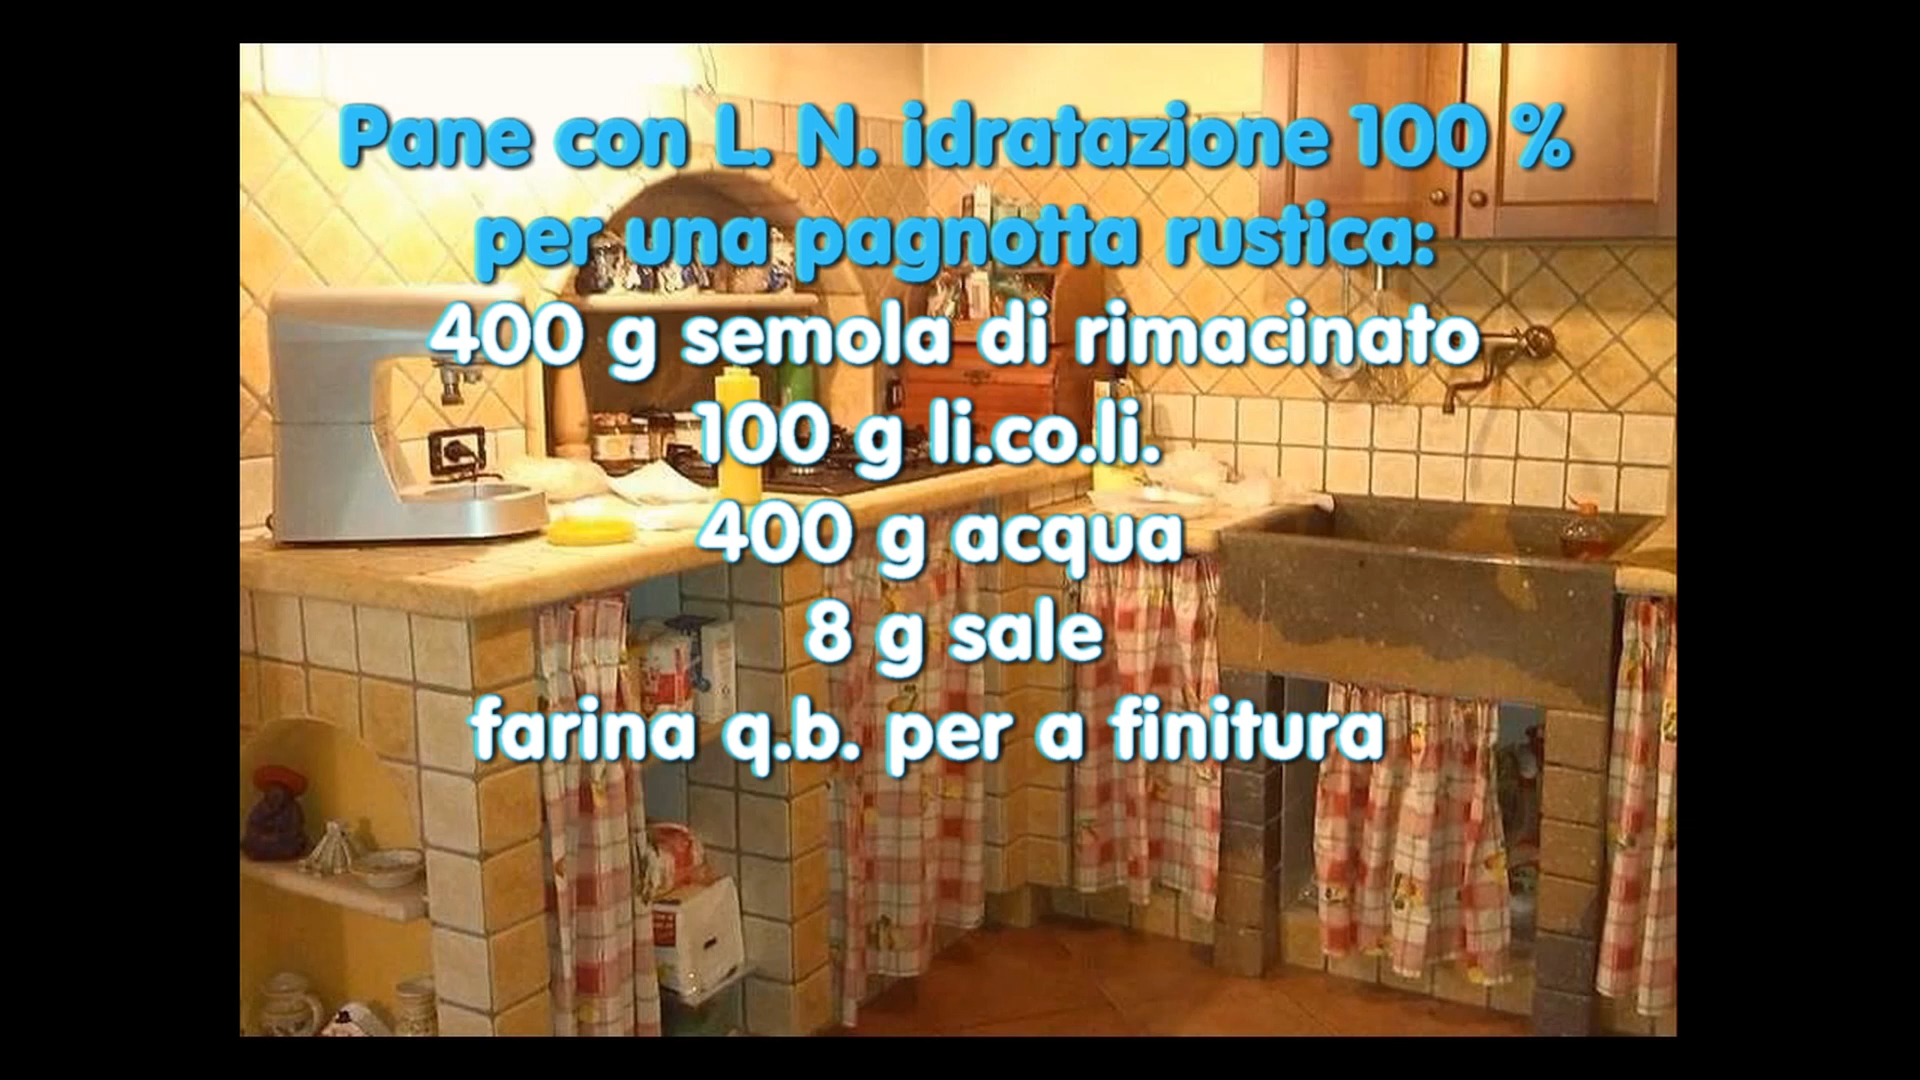 Pane con L. N. idratazione 100 %
per una pagnotta rustica:
400 g semola di rimacinato
100 g li.co.li.
400 g acqua
8 g sale
farina q.b. per a finitura